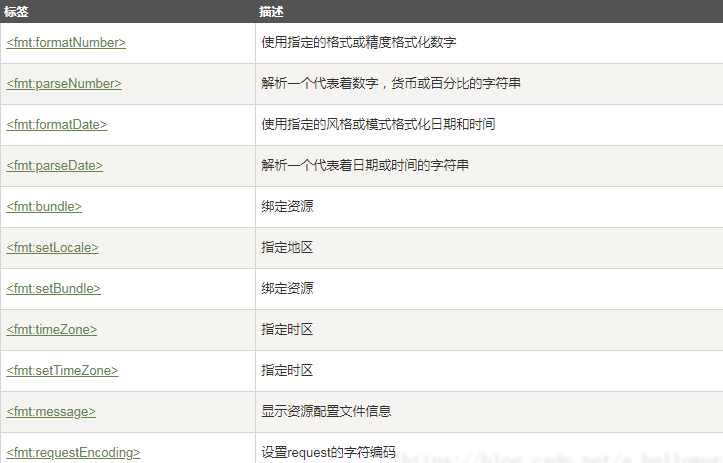 标签 描述
<fmt:formatNumber> 使用指定的格式或精度格式化数字
<fmt:parseNumber> 解析一个代表着数字，货币或百分比的字符串
<fmt:formatDate> 使用指定的风格或模式格式化日期和时间
<fmt:parseDate> 解析一个代表着日期或时间的字符串
<fmt:bundle> 绑定资源
<fmt:setLocale> 指定地区
<fmt:setBundle> 绑定资源
<fmt:timeZone> 指定时区
<fmt:setTimeZone> 指定时区
<fmt:message> 显示资源配置文件信息
<fmt:requestEncoding> 设置request的字符编码